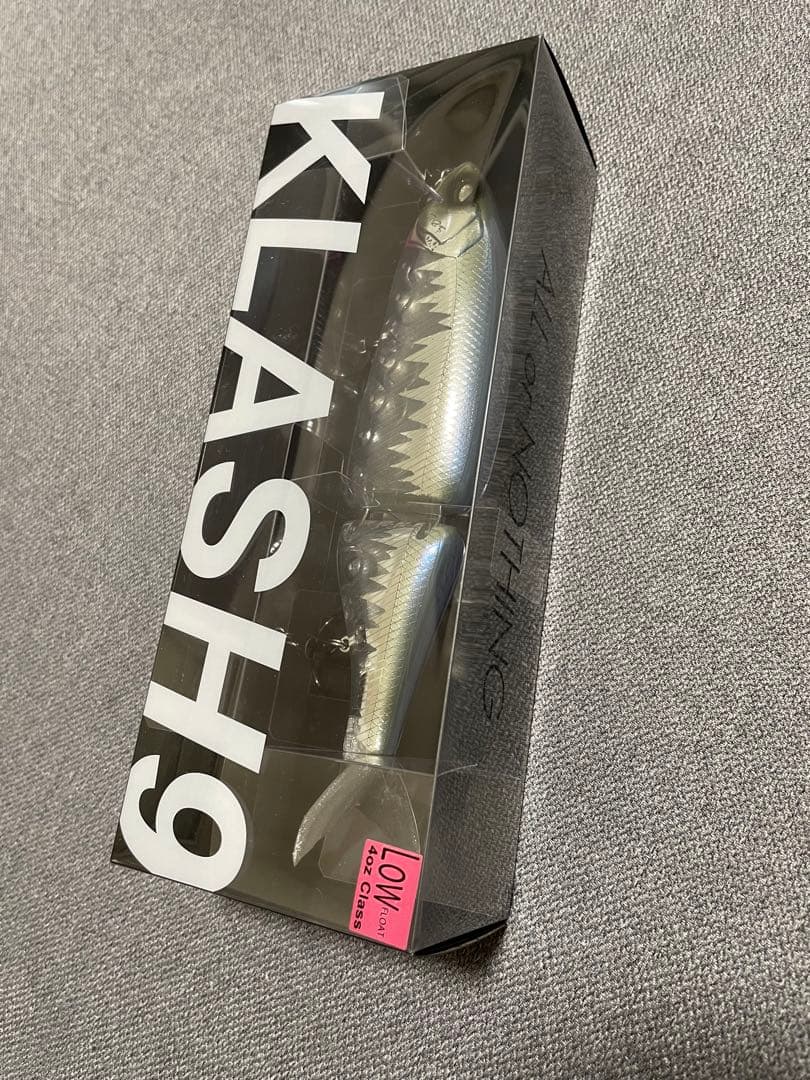 KLASH9
ALL or NOTHING
LOW FLOAT
4oz Class